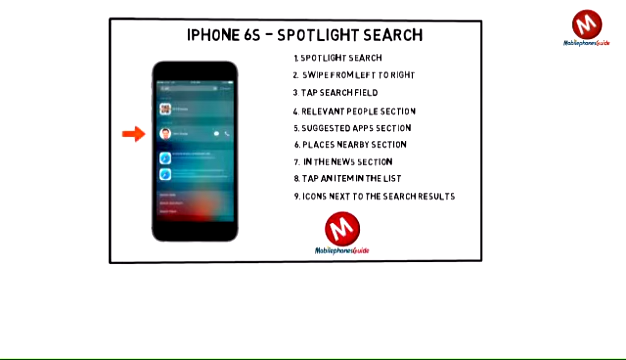 IPHONE 6S - SPOTLIGHT SEARCH
1. SPOTLIGHT SEARCH
2. SWIPE FROM LEFT TO RIGHT
3 TAP SEARCH FIELD
4. RELEVANT PEOPLE SECTION
5. SUGGESTED APPS SECTION
6. PLACES NEARBY SECTION
7. IN THE NEWS SECTION
8. TAP AN ITEM IN THE LIST
9. ICONS NEXT TO THE SEARCH RESULTS
M
MobilephonesGuide
M
MobilephonesGuide